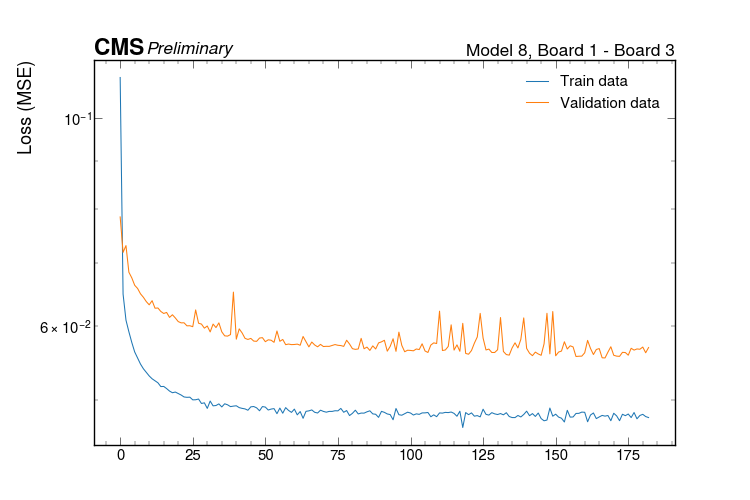 CMS Preliminary Model 8, Board 1 - Board 3
Loss (MSE)
Train data
Validation data
10⁻¹
6 × 10⁻²
0 25 50 75 100 125 150 175